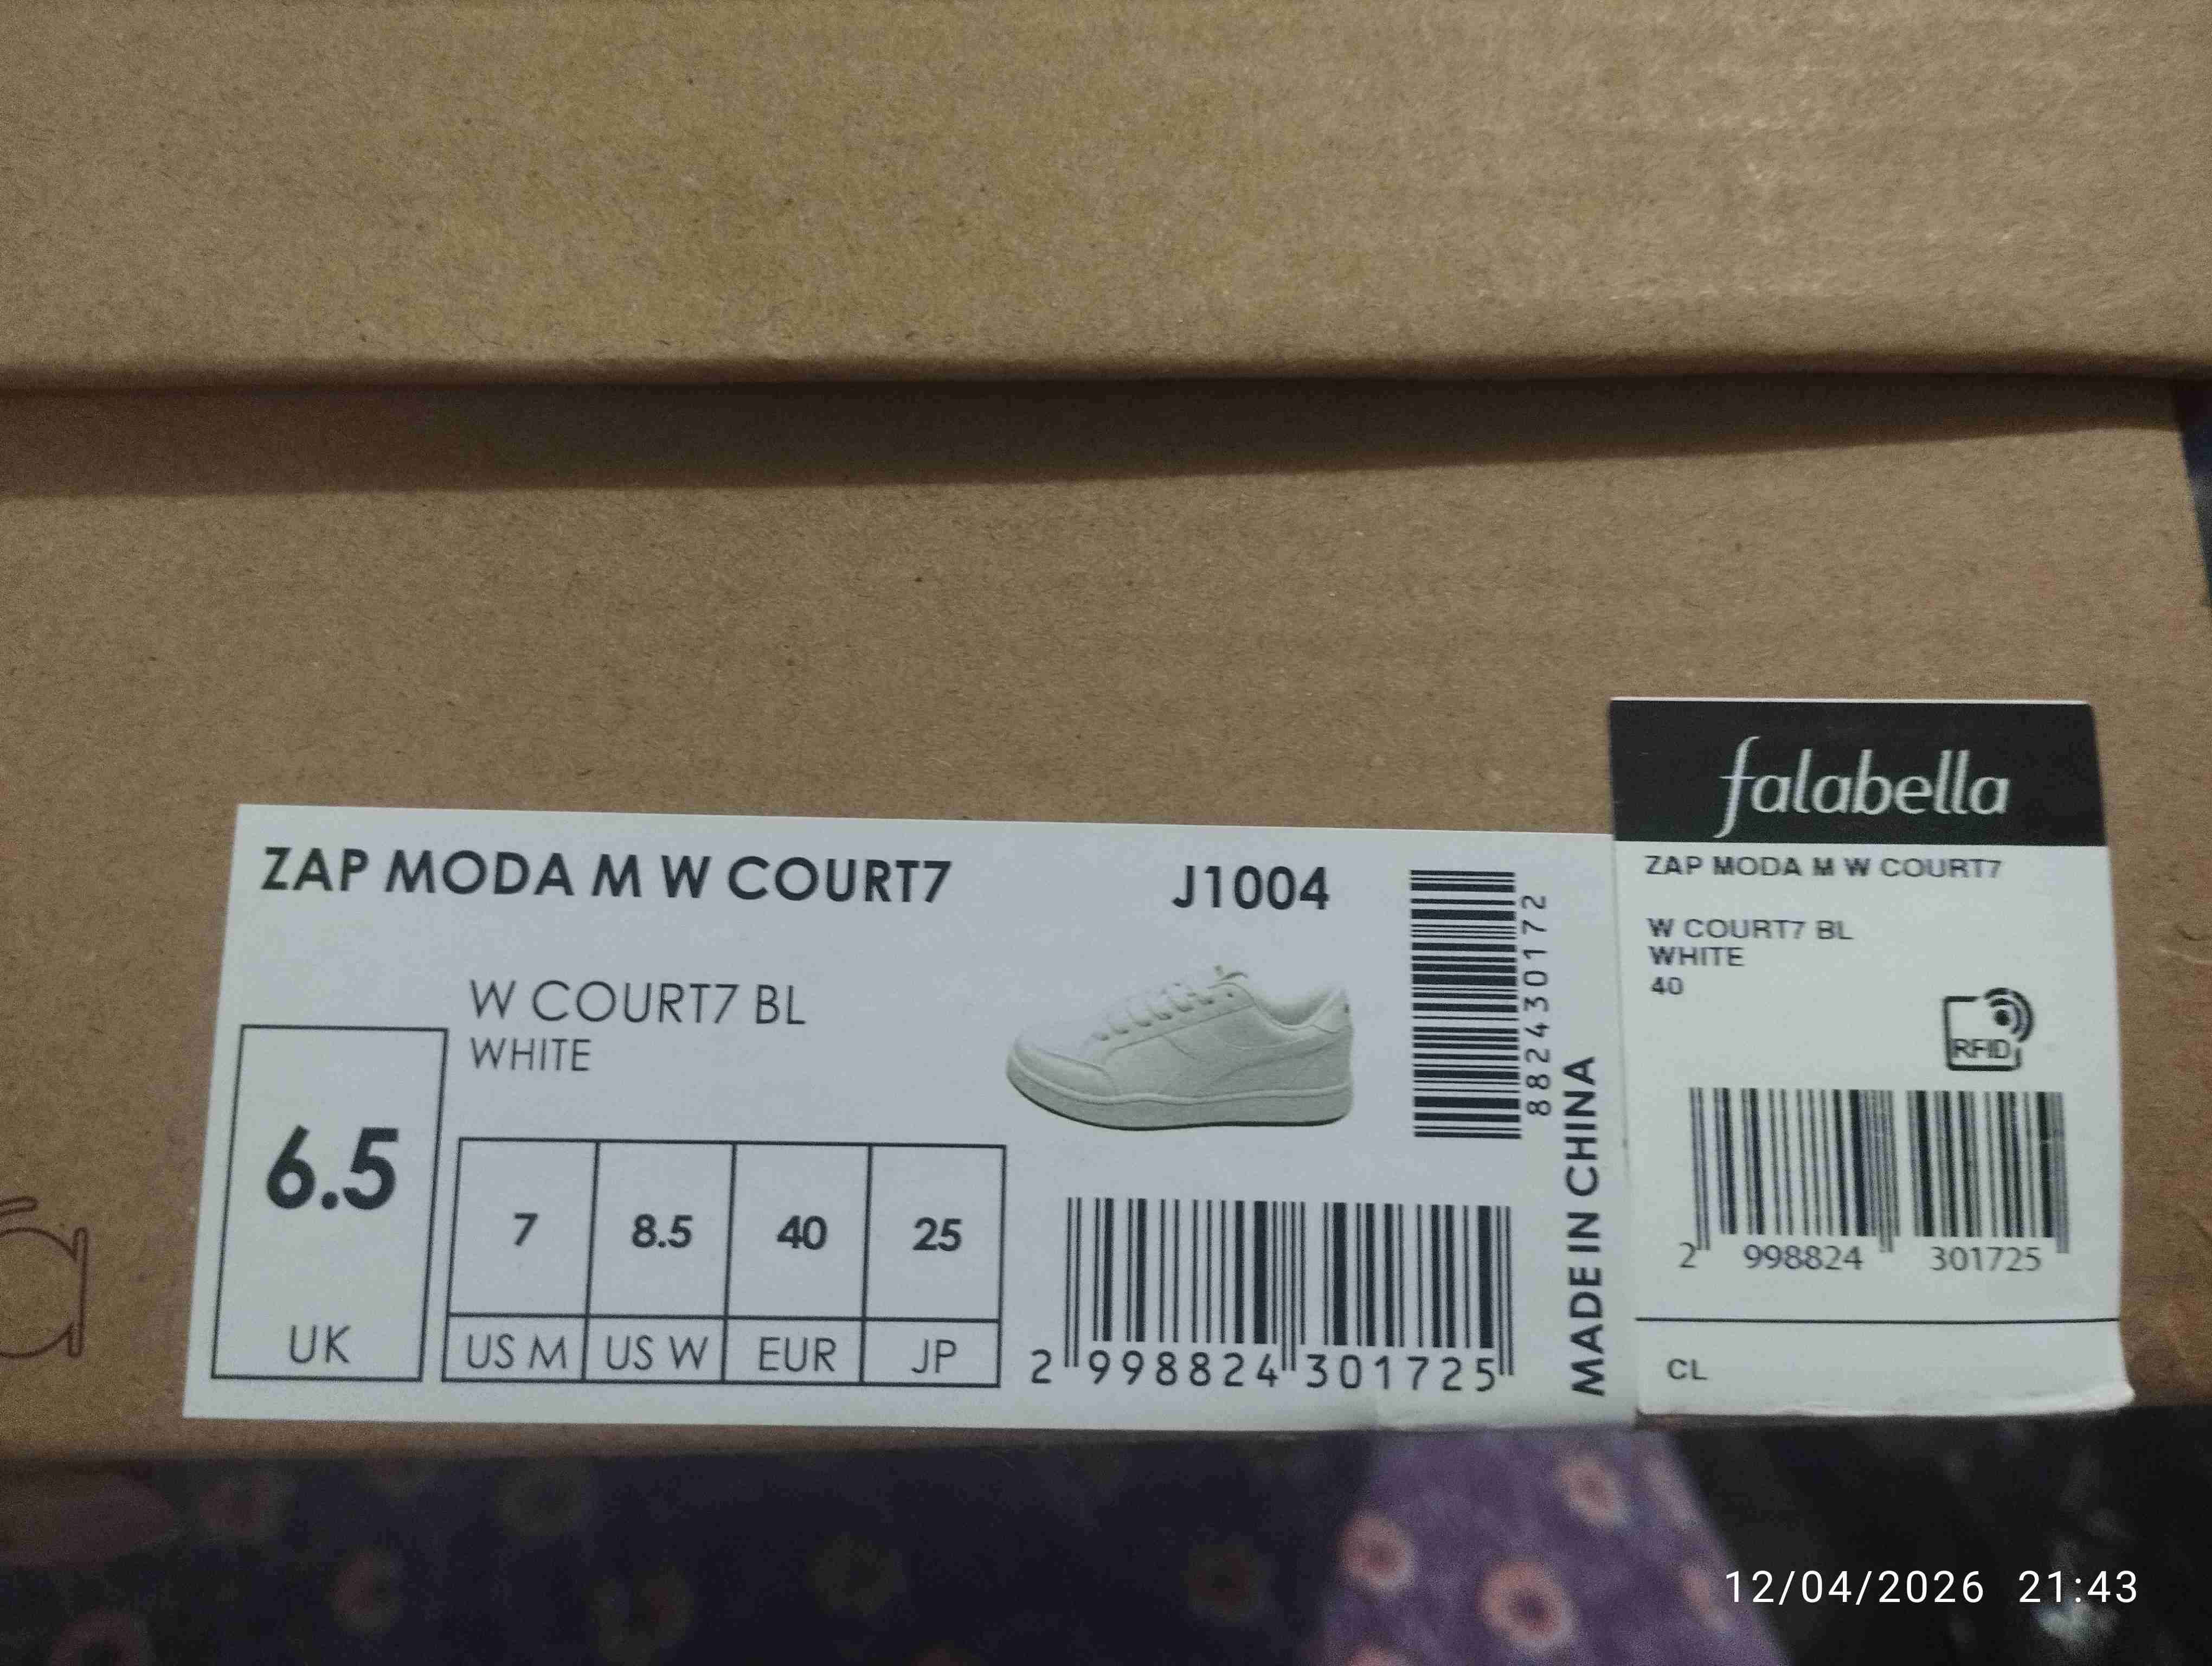 ZAP MODA M W COURT7
J1004
W COURT7 BL
WHITE
6.5
UK
7 8.5 40 25
US M US W EUR JP
882430172
2 998824 301725
MADE IN CHINA
falabella
ZAP MODA M W COURT7
W COURT7 BL
WHITE
40
RFID
2 998824 301725
CL
12/04/2026 21:43